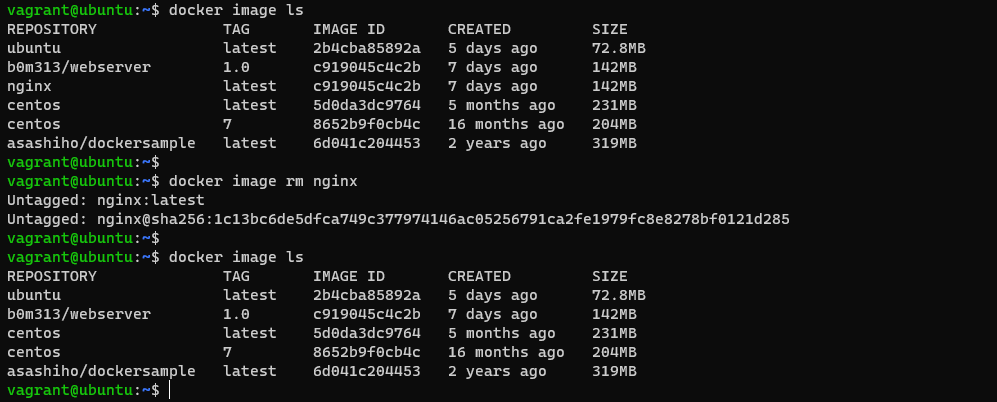 vagrant@ubuntu:~$ docker image ls
REPOSITORY              TAG       IMAGE ID       CREATED         SIZE
ubuntu                  latest    2b4cba85892a   5 days ago      72.8MB
b0m313/webserver        1.0       c919045c4c2b   7 days ago      142MB
nginx                   latest    c919045c4c2b   7 days ago      142MB
centos                  latest    5d0da3dc9764   5 months ago    231MB
centos                  7         8652b9f0cb4c   16 months ago   204MB
asashiho/dockersample   latest    6d041c204453   2 years ago     319MB
vagrant@ubuntu:~$
vagrant@ubuntu:~$ docker image rm nginx
Untagged: nginx:latest
Untagged: nginx@sha256:1c13bc6de5dfca749c377974146ac05256791ca2fe1979fc8e8278bf0121d285
vagrant@ubuntu:~$
vagrant@ubuntu:~$ docker image ls
REPOSITORY              TAG       IMAGE ID       CREATED         SIZE
ubuntu                  latest    2b4cba85892a   5 days ago      72.8MB
b0m313/webserver        1.0       c919045c4c2b   7 days ago      142MB
centos                  latest    5d0da3dc9764   5 months ago    231MB
centos                  7         8652b9f0cb4c   16 months ago   204MB
asashiho/dockersample   latest    6d041c204453   2 years ago     319MB
vagrant@ubuntu:~$